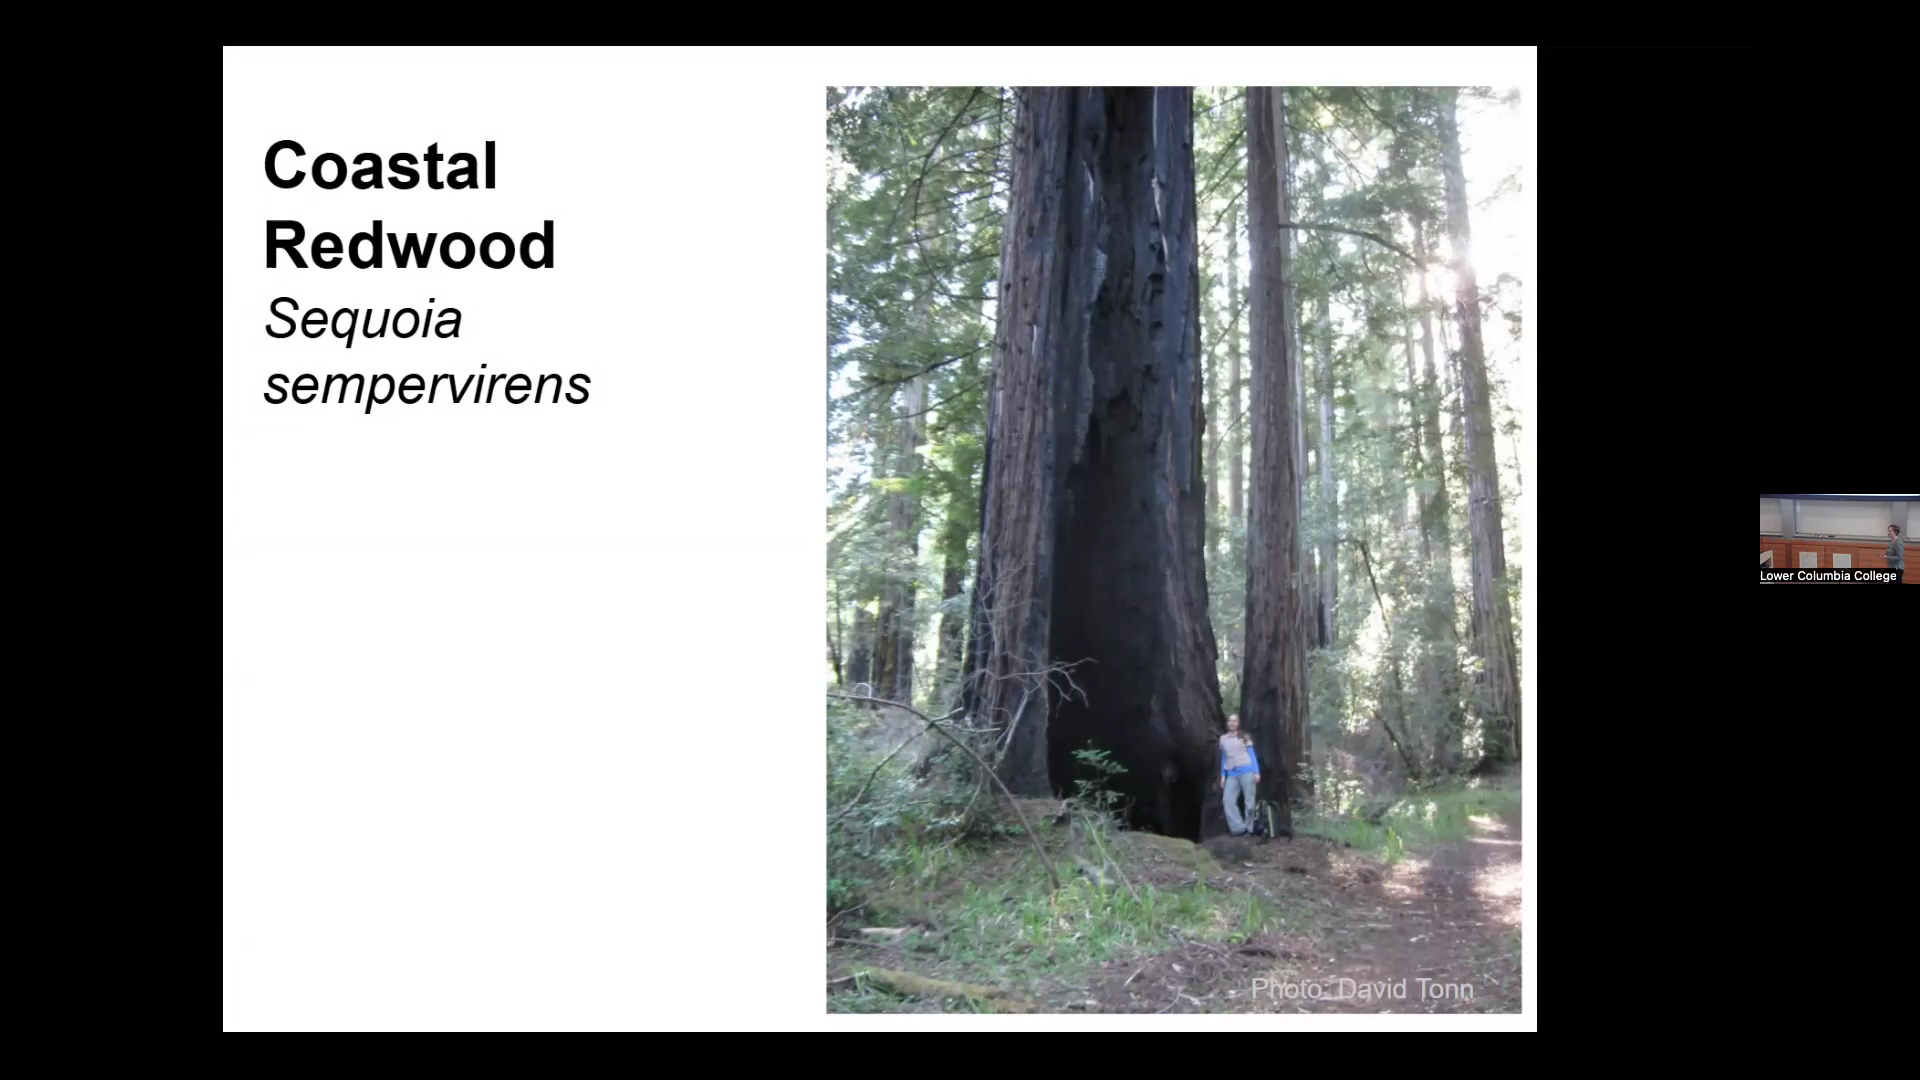 Coastal
Redwood
Sequoia
sempervirens
Photo: David Tonn
Lower Columbia College